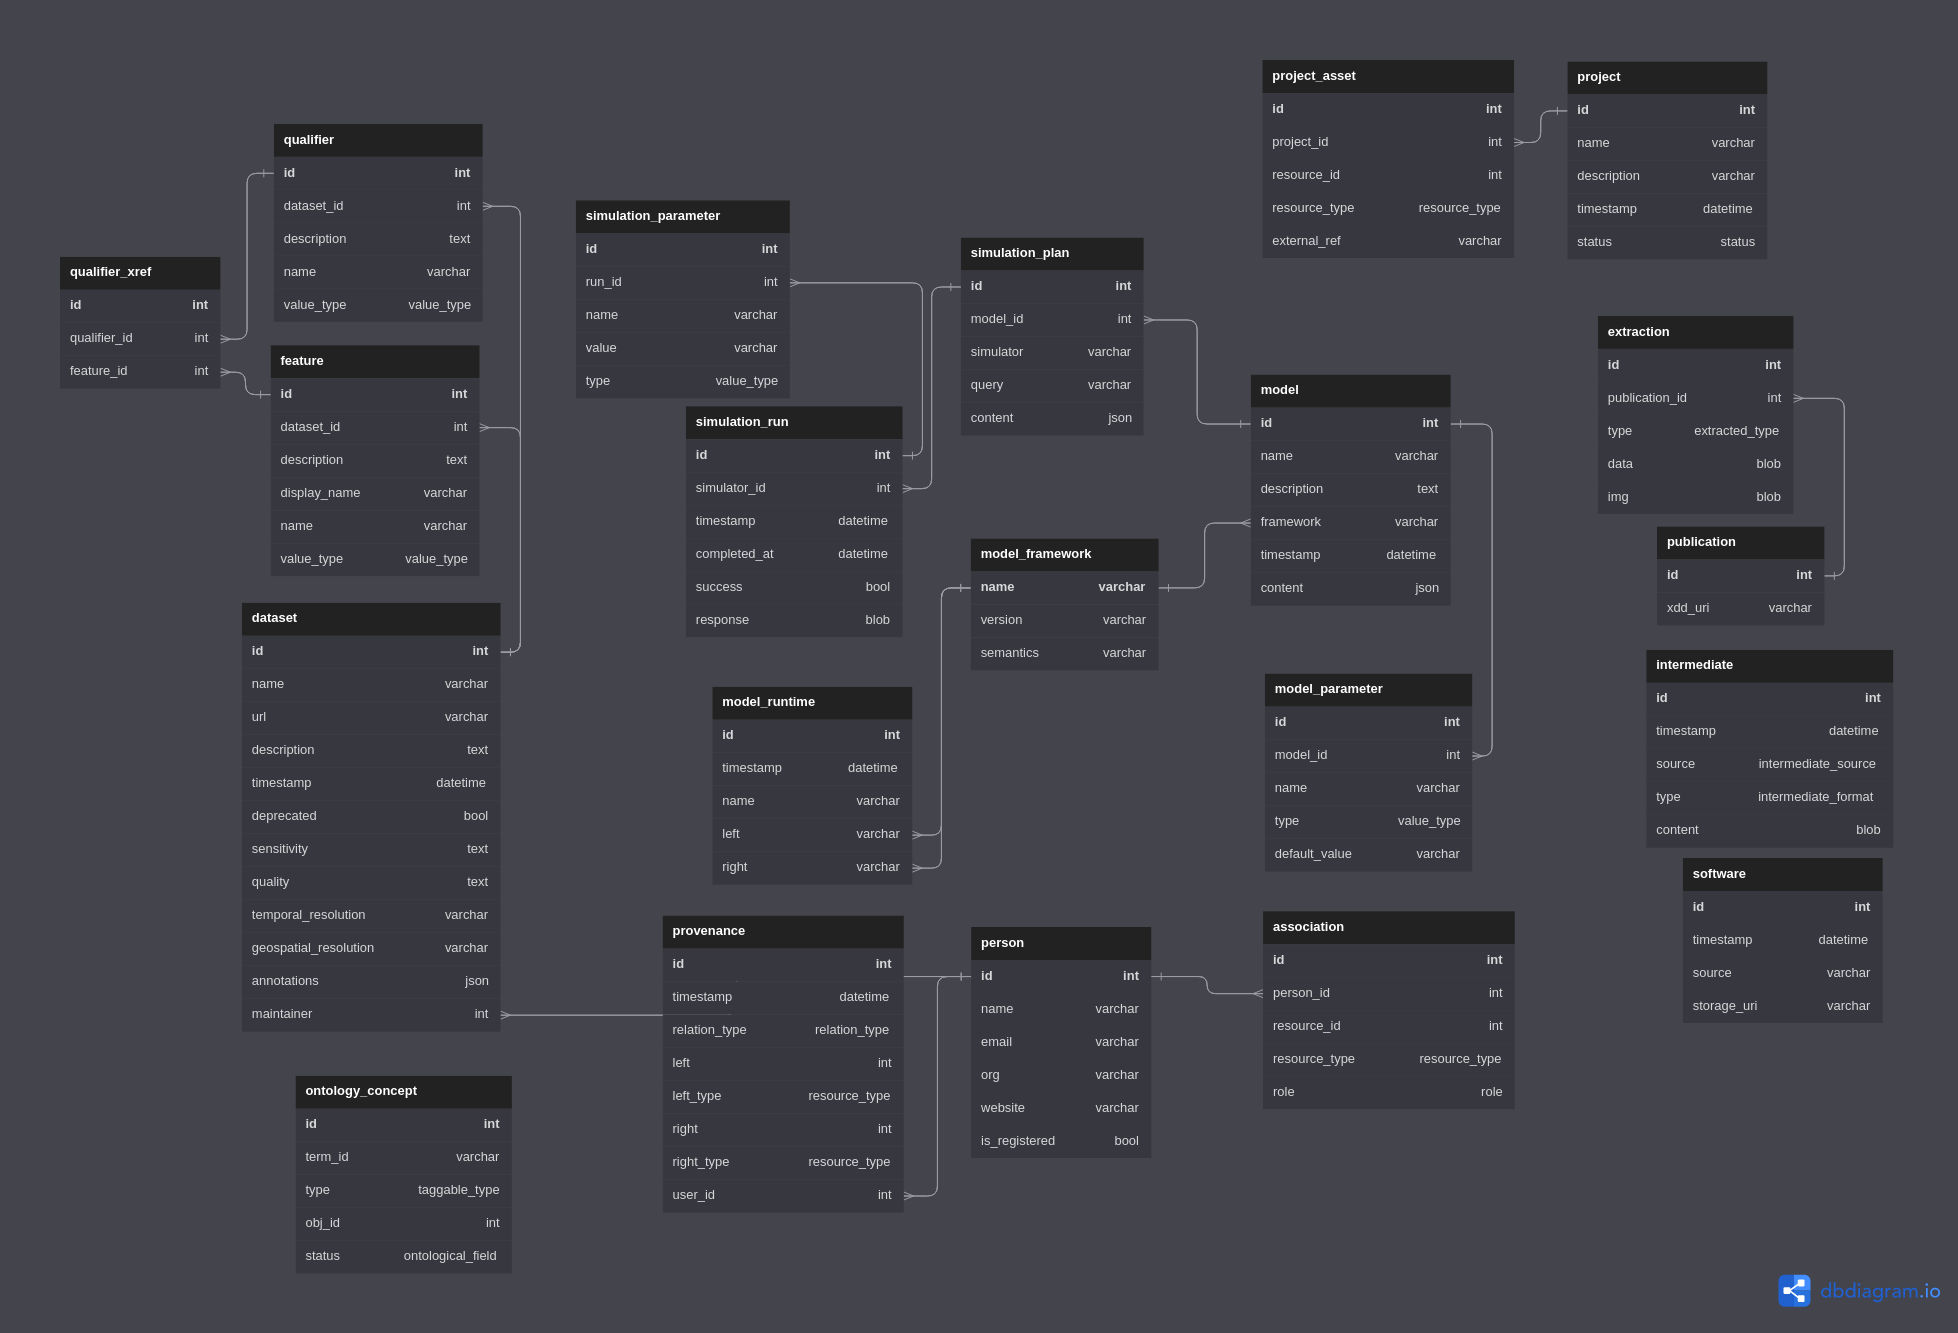 project_asset
id int
project_id int
resource_id int
resource_type resource_type
external_ref varchar
project
id int
name varchar
description varchar
timestamp datetime
status status
qualifier
id int
dataset_id int
description text
name varchar
value_type value_type
qualifier_xref
id int
qualifier_id int
feature_id int
feature
id int
dataset_id int
description text
display_name varchar
name varchar
value_type value_type
simulation_parameter
id int
run_id int
name varchar
value varchar
type value_type
simulation_run
id int
simulator_id int
timestamp datetime
completed_at datetime
success bool
response blob
simulation_plan
id int
model_id int
simulator varchar
query varchar
content json
model
id int
name varchar
description text
framework varchar
timestamp datetime
content json
extraction
id int
publication_id int
type extracted_type
data blob
img blob
publication
id int
xdd_uri varchar
model_framework
name varchar
version varchar
semantics varchar
dataset
id int
name varchar
url varchar
description text
timestamp datetime
deprecated bool
sensitivity text
quality text
temporal_resolution varchar
geospatial_resolution varchar
annotations json
maintainer int
model_runtime
id int
timestamp datetime
name varchar
left varchar
right varchar
model_parameter
id int
model_id int
name varchar
type value_type
default_value varchar
intermediate
id int
timestamp datetime
source intermediate_source
type intermediate_format
content blob
software
id int
timestamp datetime
source varchar
storage_uri varchar
provenance
id int
timestamp datetime
relation_type relation_type
left int
left_type resource_type
right int
right_type resource_type
user_id int
person
id int
name varchar
email varchar
org varchar
website varchar
is_registered bool
association
id int
person_id int
resource_id int
resource_type resource_type
role role
ontology_concept
id int
term_id varchar
type taggable_type
obj_id int
status ontological_field
dbdiagram.io